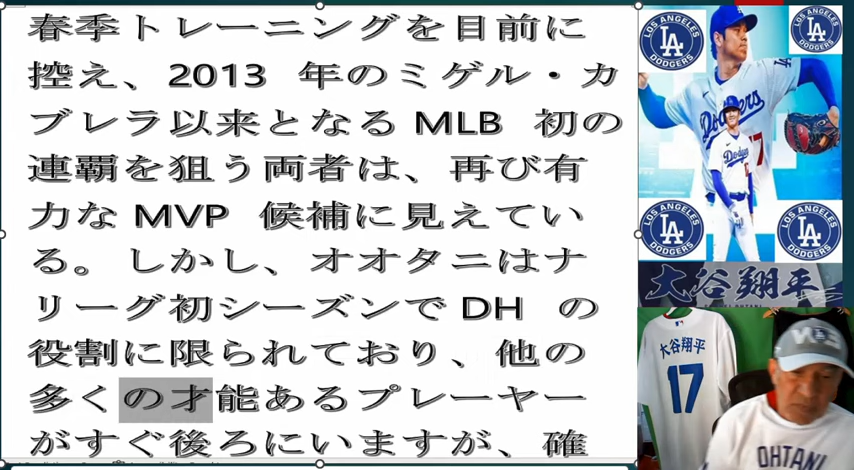 春季トレーニングを目前に
控え、2013 年のミゲル・カ
ブレラ以来となる MLB 初の
連覇を狙う両者は、再び有
力な MVP 候補に見えてい
る。しかし、オオタニはナ
リーグ初シーズンで DH の
役割に限られており、他の
多くの才能あるプレーヤー
がすぐ後ろにいますが、確
LOS ANGELES
LA
DODGERS
LOS ANGELES
LA
DODGERS
Dodgers
17
Dodgers
LOS ANGELES
LA
DODGERS
LOS ANGELES
LA
DODGERS
大谷翔平
大谷翔平
17
OHTANI